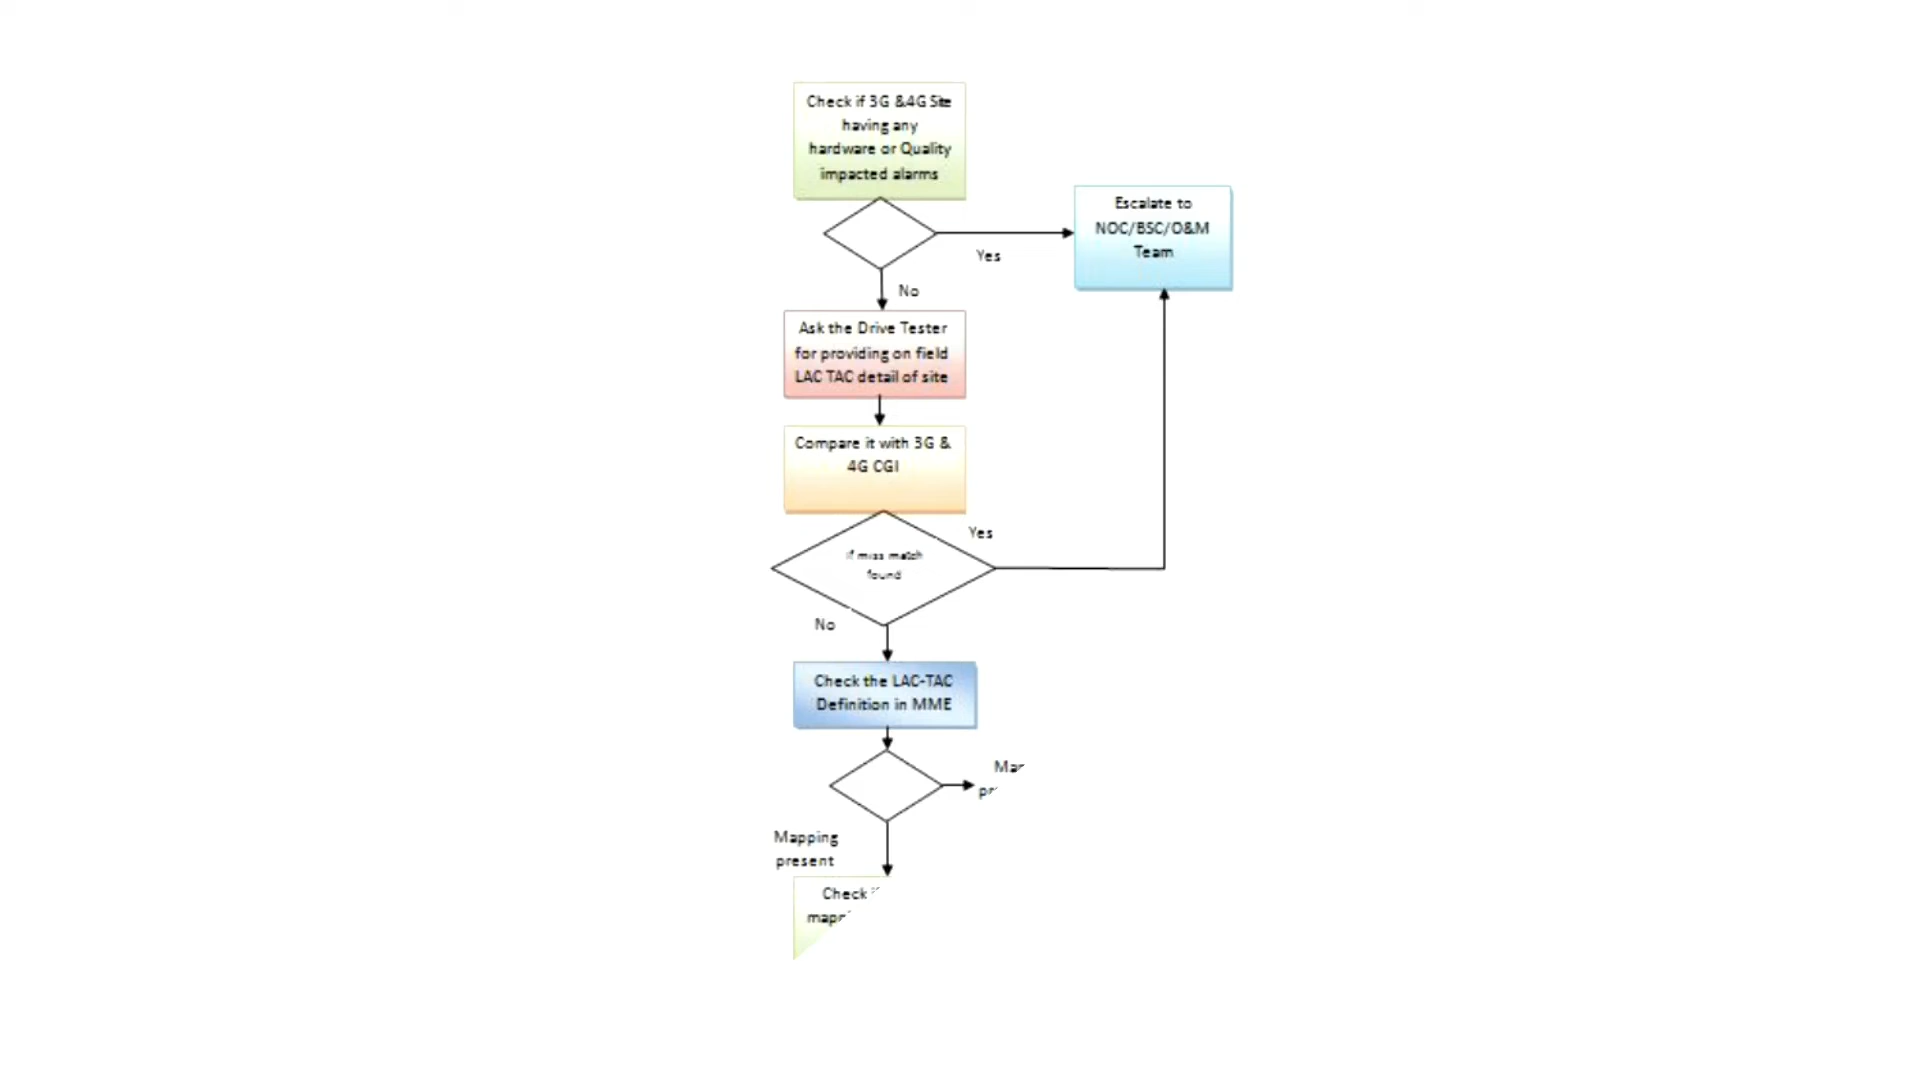 Check if 3G &4G Site
having any
hardware or Quality
impacted alarms
Escalate to
NOC/BSC/O&M
Team
Yes
No
Ask the Drive Tester
for providing on field
LAC TAC detail of site
Compare it with 3G &
4G CGI
Yes
if miss match
found
No
Check the LAC-TAC
Definition in MME
Mapping
present
Check